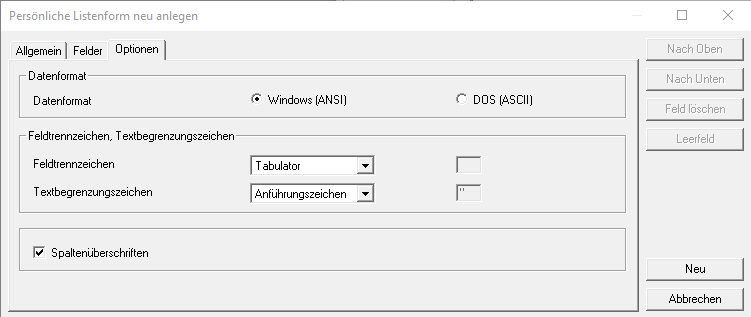 Persönliche Listenform neu anlegen
Allgemein Felder Optionen
Nach Oben
Nach Unten
Feld löschen
Leerfeld
Datenformat
Datenformat Windows (ANSI) DOS (ASCII)
Feldtrennzeichen, Textbegrenzungszeichen
Feldtrennzeichen Tabulator
Textbegrenzungszeichen Anführungszeichen "
Spaltenüberschriften
Neu
Abbrechen